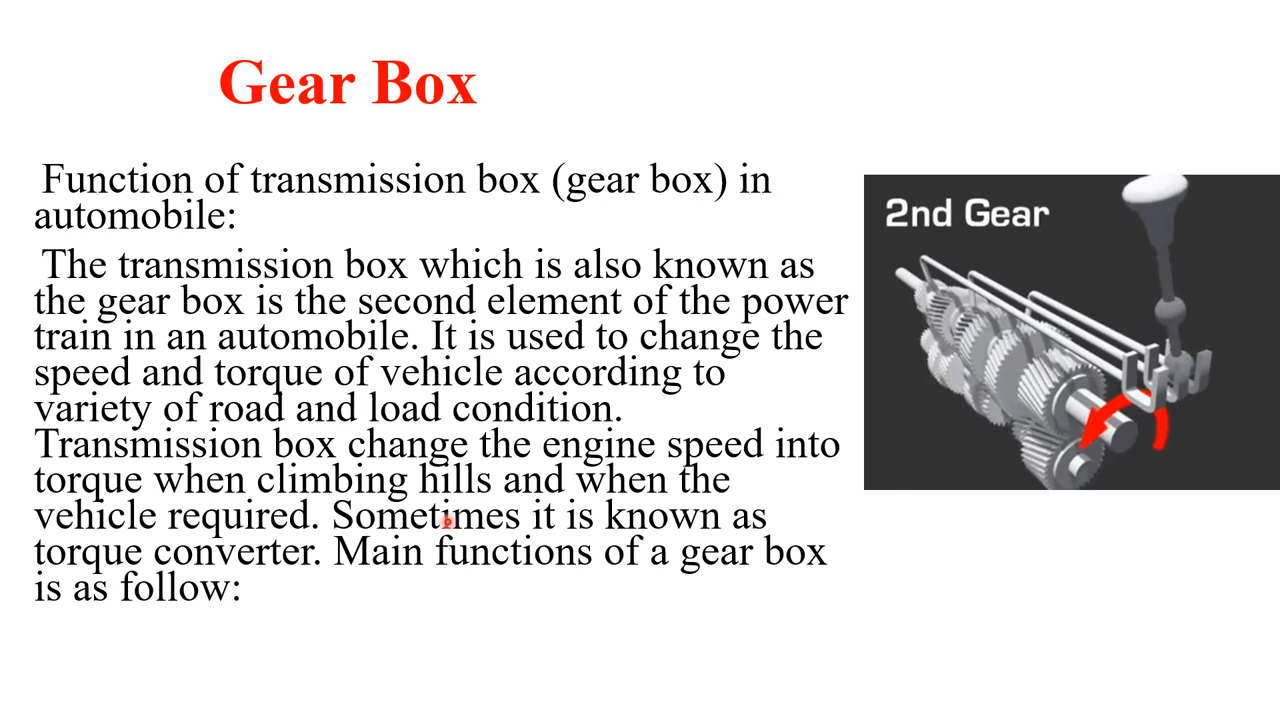 Gear Box
Function of transmission box (gear box) in
automobile:
The transmission box which is also known as
the gear box is the second element of the power
train in an automobile. It is used to change the
speed and torque of vehicle according to
variety of road and load condition.
Transmission box change the engine speed into
torque when climbing hills and when the
vehicle required. Sometimes it is known as
torque converter. Main functions of a gear box
is as follow:
2nd Gear